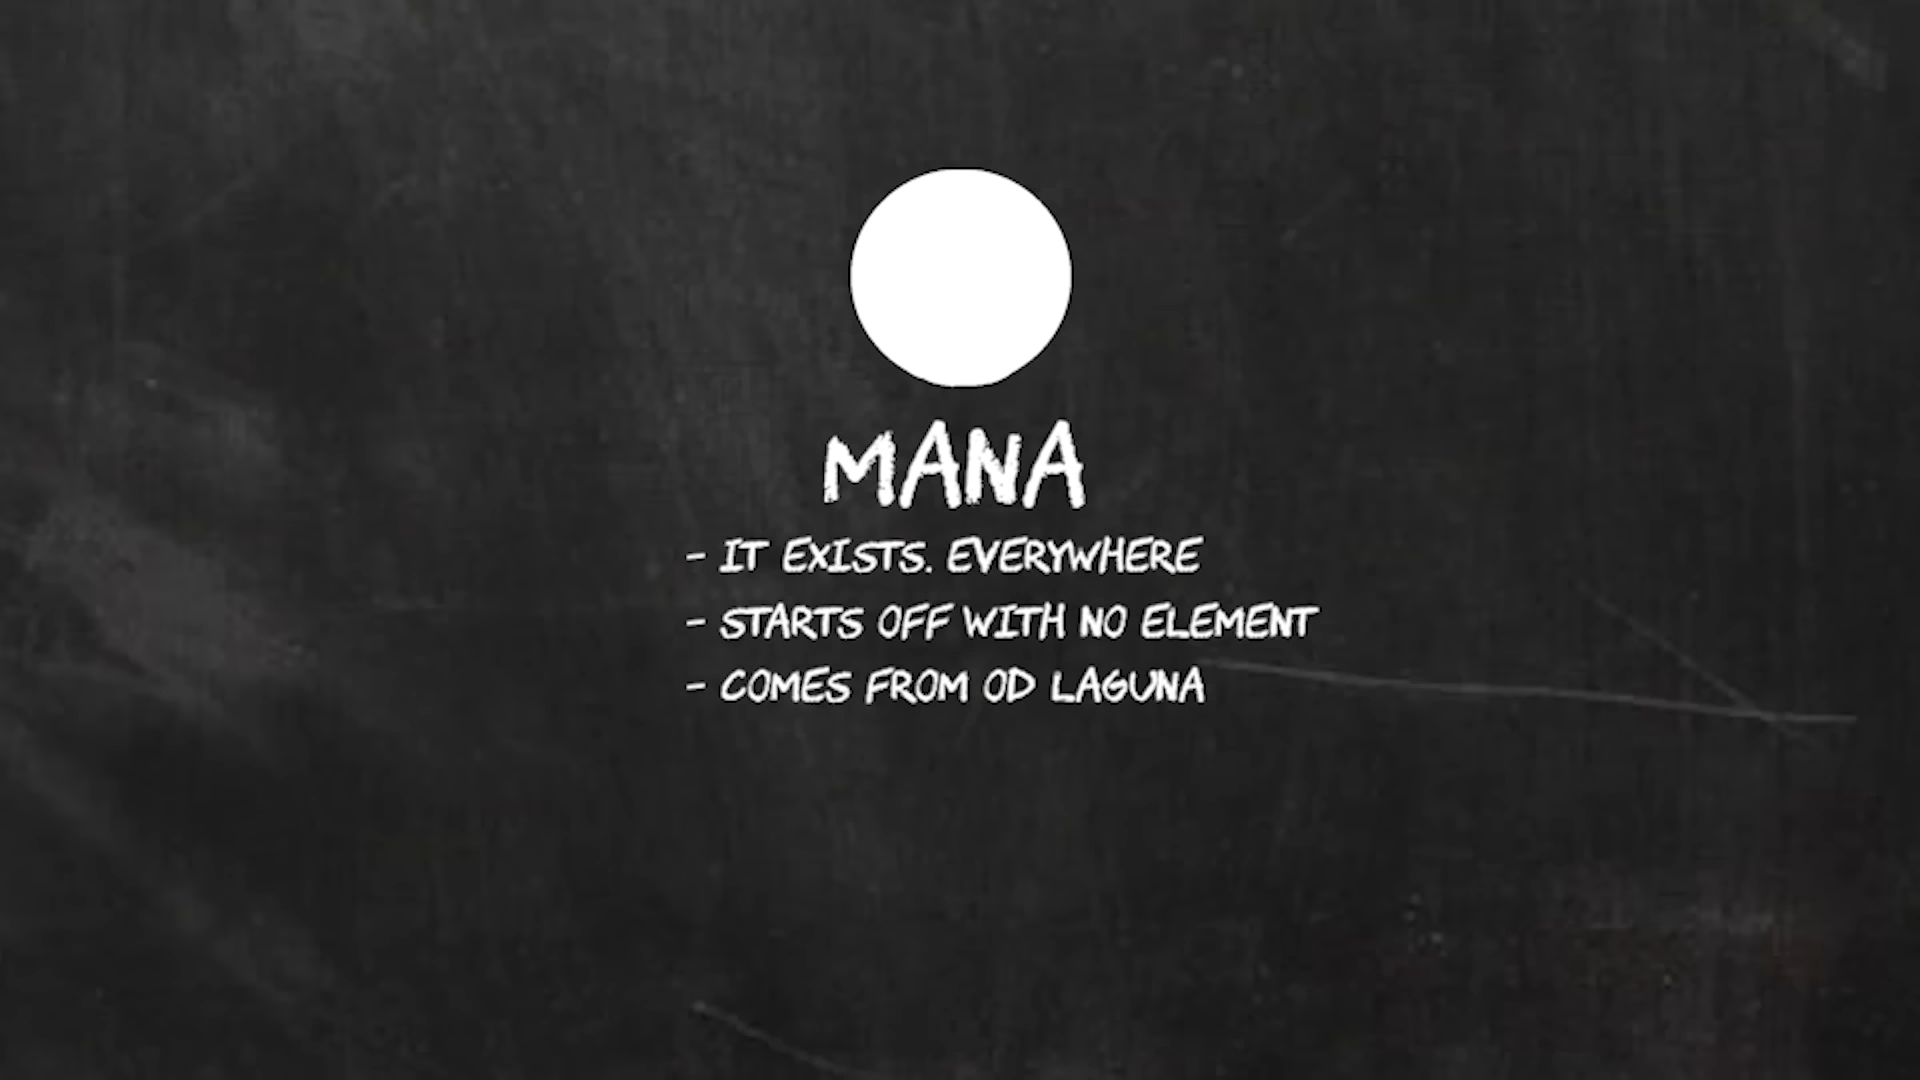 MANA
- IT EXISTS. EVERYWHERE
- STARTS OFF WITH NO ELEMENT
- COMES FROM OD LAGUNA